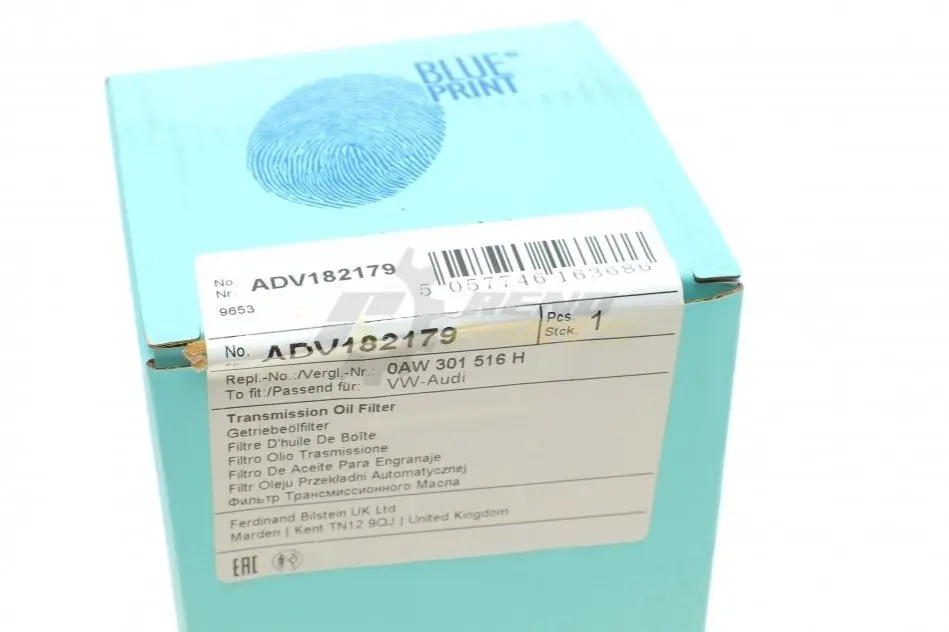 BLUE
PRINT
No. ADV182179
Nr.
9653
5 057746 163686
No. ADV182179
Pcs. 1
Stck.
Repl.-No.:/Vergl.-Nr.: 0AW 301 516 H
To fit:/Passend für: VW-Audi
Transmission Oil Filter
Getriebeölfilter
Filtre D'huile De Boîte
Filtro Olio Trasmissione
Filtro De Aceite Para Engranaje
Filtr Oleju Przekładni Automatycznej
Фильтр Трансмиссионного Масла
Ferdinand Bilstein UK Ltd
Marden | Kent TN12 9QJ | United Kingdom
EAC